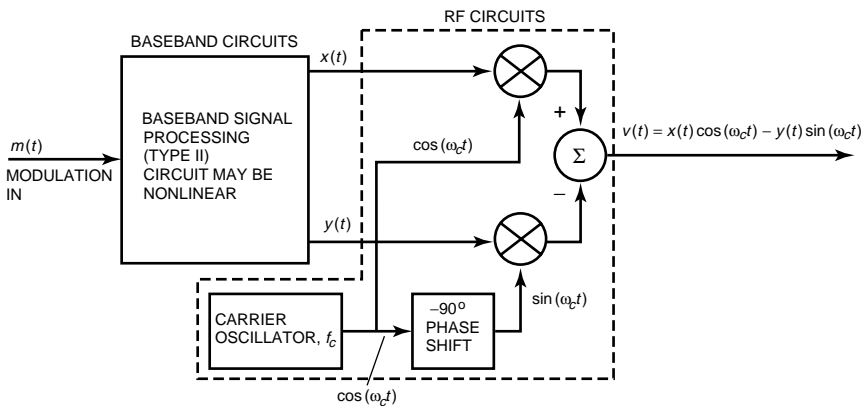 RF CIRCUITS
BASEBAND CIRCUITS
x(t)
BASEBAND SIGNAL
PROCESSING
(TYPE II)
CIRCUIT MAY BE
NONLINEAR
m(t)
MODULATION
IN
cos(ω_c t)
+
Σ
−
v(t) = x(t) cos(ω_c t) − y(t) sin(ω_c t)
y(t)
sin(ω_c t)
CARRIER
OSCILLATOR, f_c
−90°
PHASE
SHIFT
cos(ω_c t)